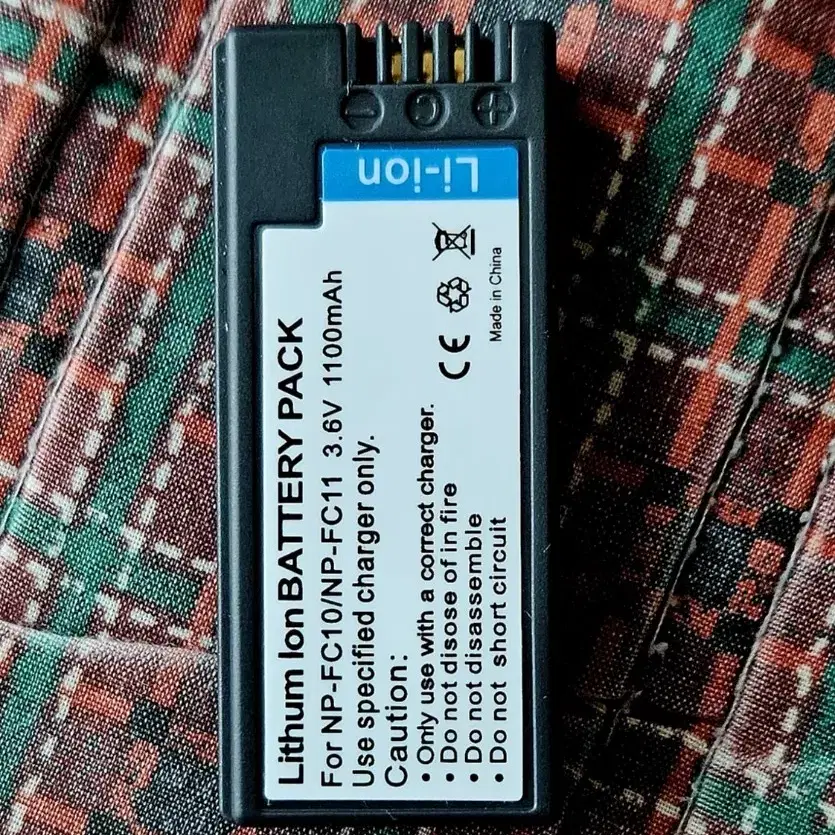 Li-ion
Lithum Ion BATTERY PACK
For NP-FC10/NP-FC11 3.6V 1100mAh
Use specified charger only.
Caution:
• Only use with a correct charger.
• Do not disose of in fire
• Do not disassemble
• Do not short circuit
CE
Made in China